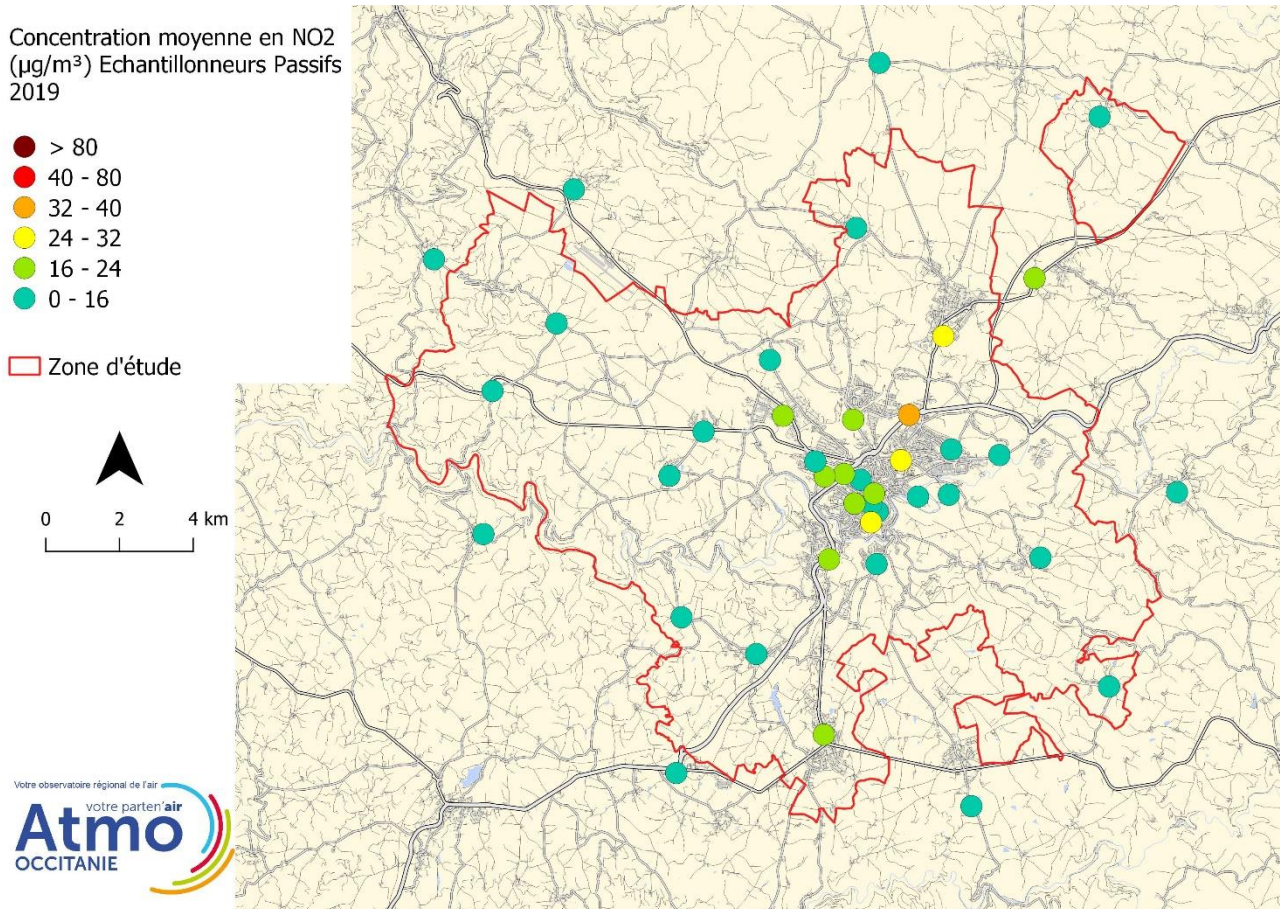 Concentration moyenne en NO2
(µg/m³) Echantillonneurs Passifs
2019
> 80
40 - 80
32 - 40
24 - 32
16 - 24
0 - 16
Zone d'étude
0 2 4 km
Votre observatoire règional de l'air
votre parten'air
Atmo
OCCITANIE